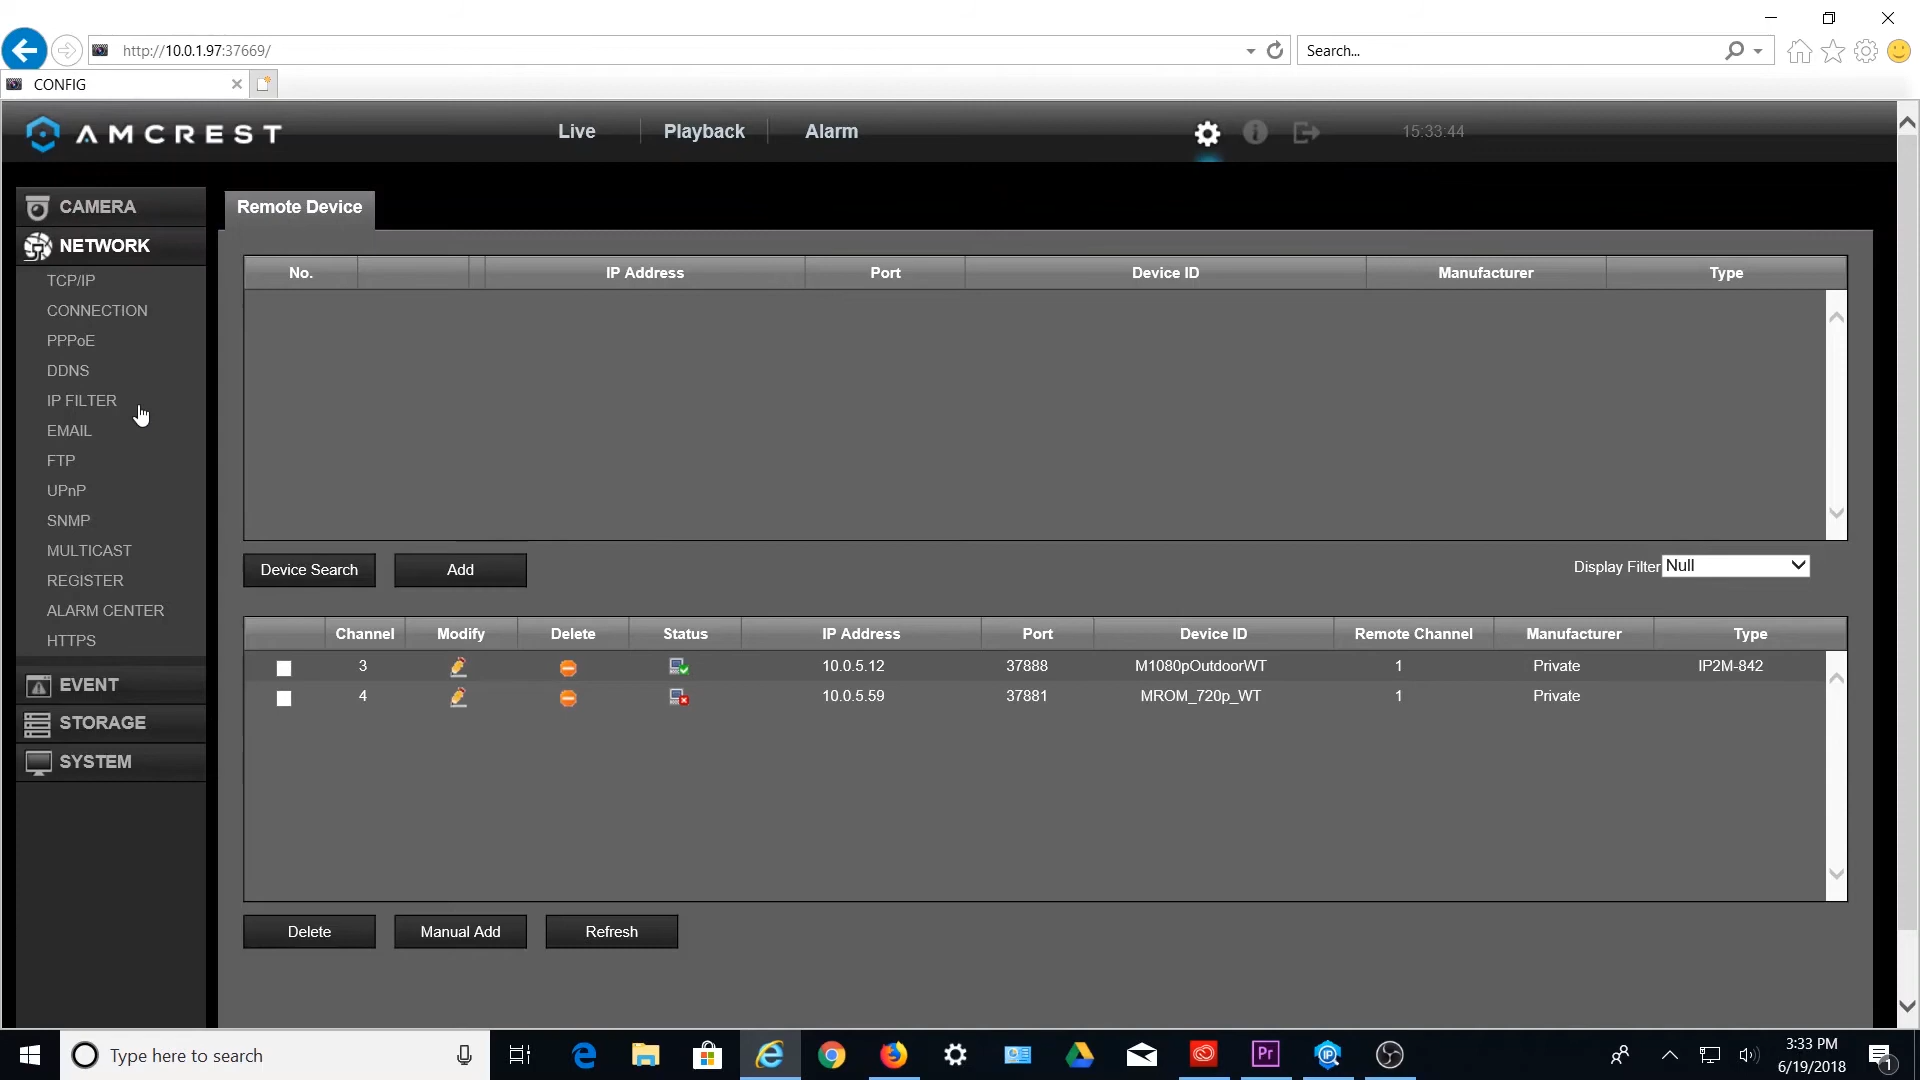 http://10.0.1.97:37669/
Search...
CONFIG
AMCREST
Live
Playback
Alarm
15:33:44
CAMERA
NETWORK
TCP/IP
CONNECTION
PPPoE
DDNS
IP FILTER
EMAIL
FTP
UPnP
SNMP
MULTICAST
REGISTER
ALARM CENTER
HTTPS
EVENT
STORAGE
SYSTEM
Remote Device
No. IP Address Port Device ID Manufacturer Type
Device Search Add
Display Filter Null
Channel Modify Delete Status IP Address Port Device ID Remote Channel Manufacturer Type
3 10.0.5.12 37888 M1080pOutdoorWT 1 Private IP2M-842
4 10.0.5.59 37881 MROM_720p_WT 1 Private
Delete Manual Add Refresh
Type here to search
Pr
IP
3:33 PM
6/19/2018
1